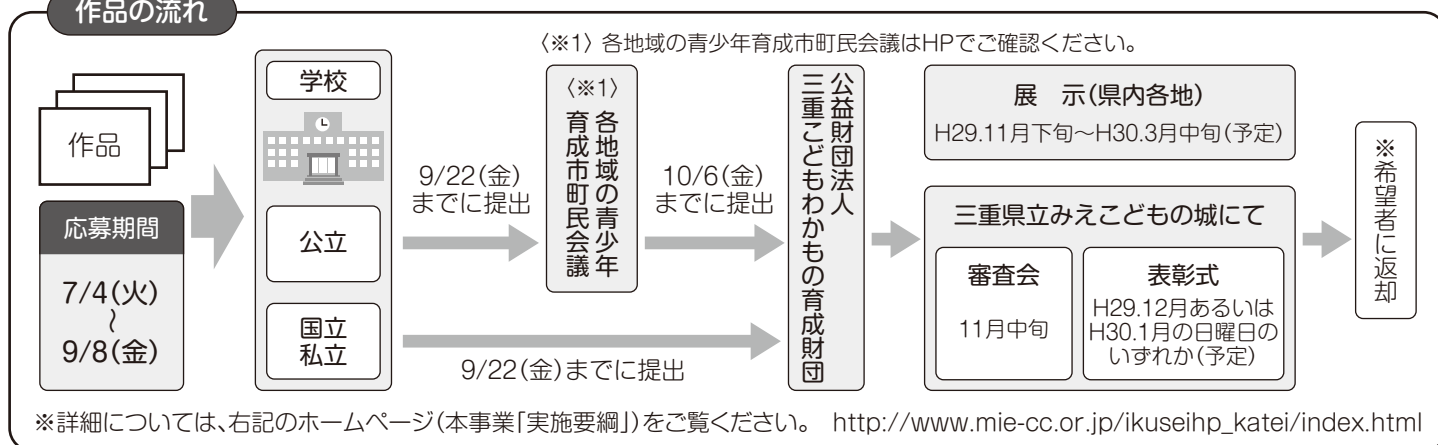 作品の流れ
〈※1〉 各地域の青少年育成市町民会議はHPでご確認ください。
作品
応募期間
7/4(火)
〜
9/8(金)
学校
公立
国立
私立
9/22(金)
までに提出
9/22(金)までに提出
〈※1〉
各地域の青少年
育成市町民会議
10/6(金)
までに提出
公益財団法人
三重こどもわかもの育成財団
展　示(県内各地)
H29.11月下旬〜H30.3月中旬(予定)
三重県立みえこどもの城にて
審査会
11月中旬
表彰式
H29.12月あるいは
H30.1月の日曜日の
いずれか(予定)
※希望者に返却
※詳細については、右記のホームページ(本事業「実施要綱」)をご覧ください。 http://www.mie-cc.or.jp/ikuseihp_katei/index.html